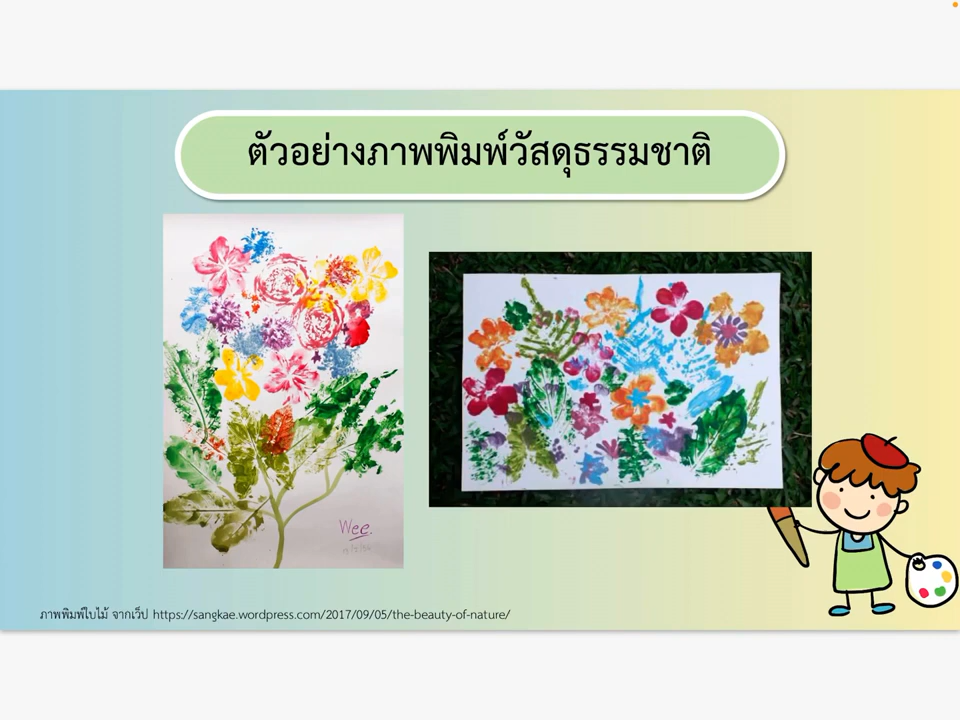 ตัวอย่างภาพพิมพ์วัสดุธรรมชาติ
Wee.
ภาพพิมพ์ใบไม้ จากเว็ป https://sangkae.wordpress.com/2017/09/05/the-beauty-of-nature/